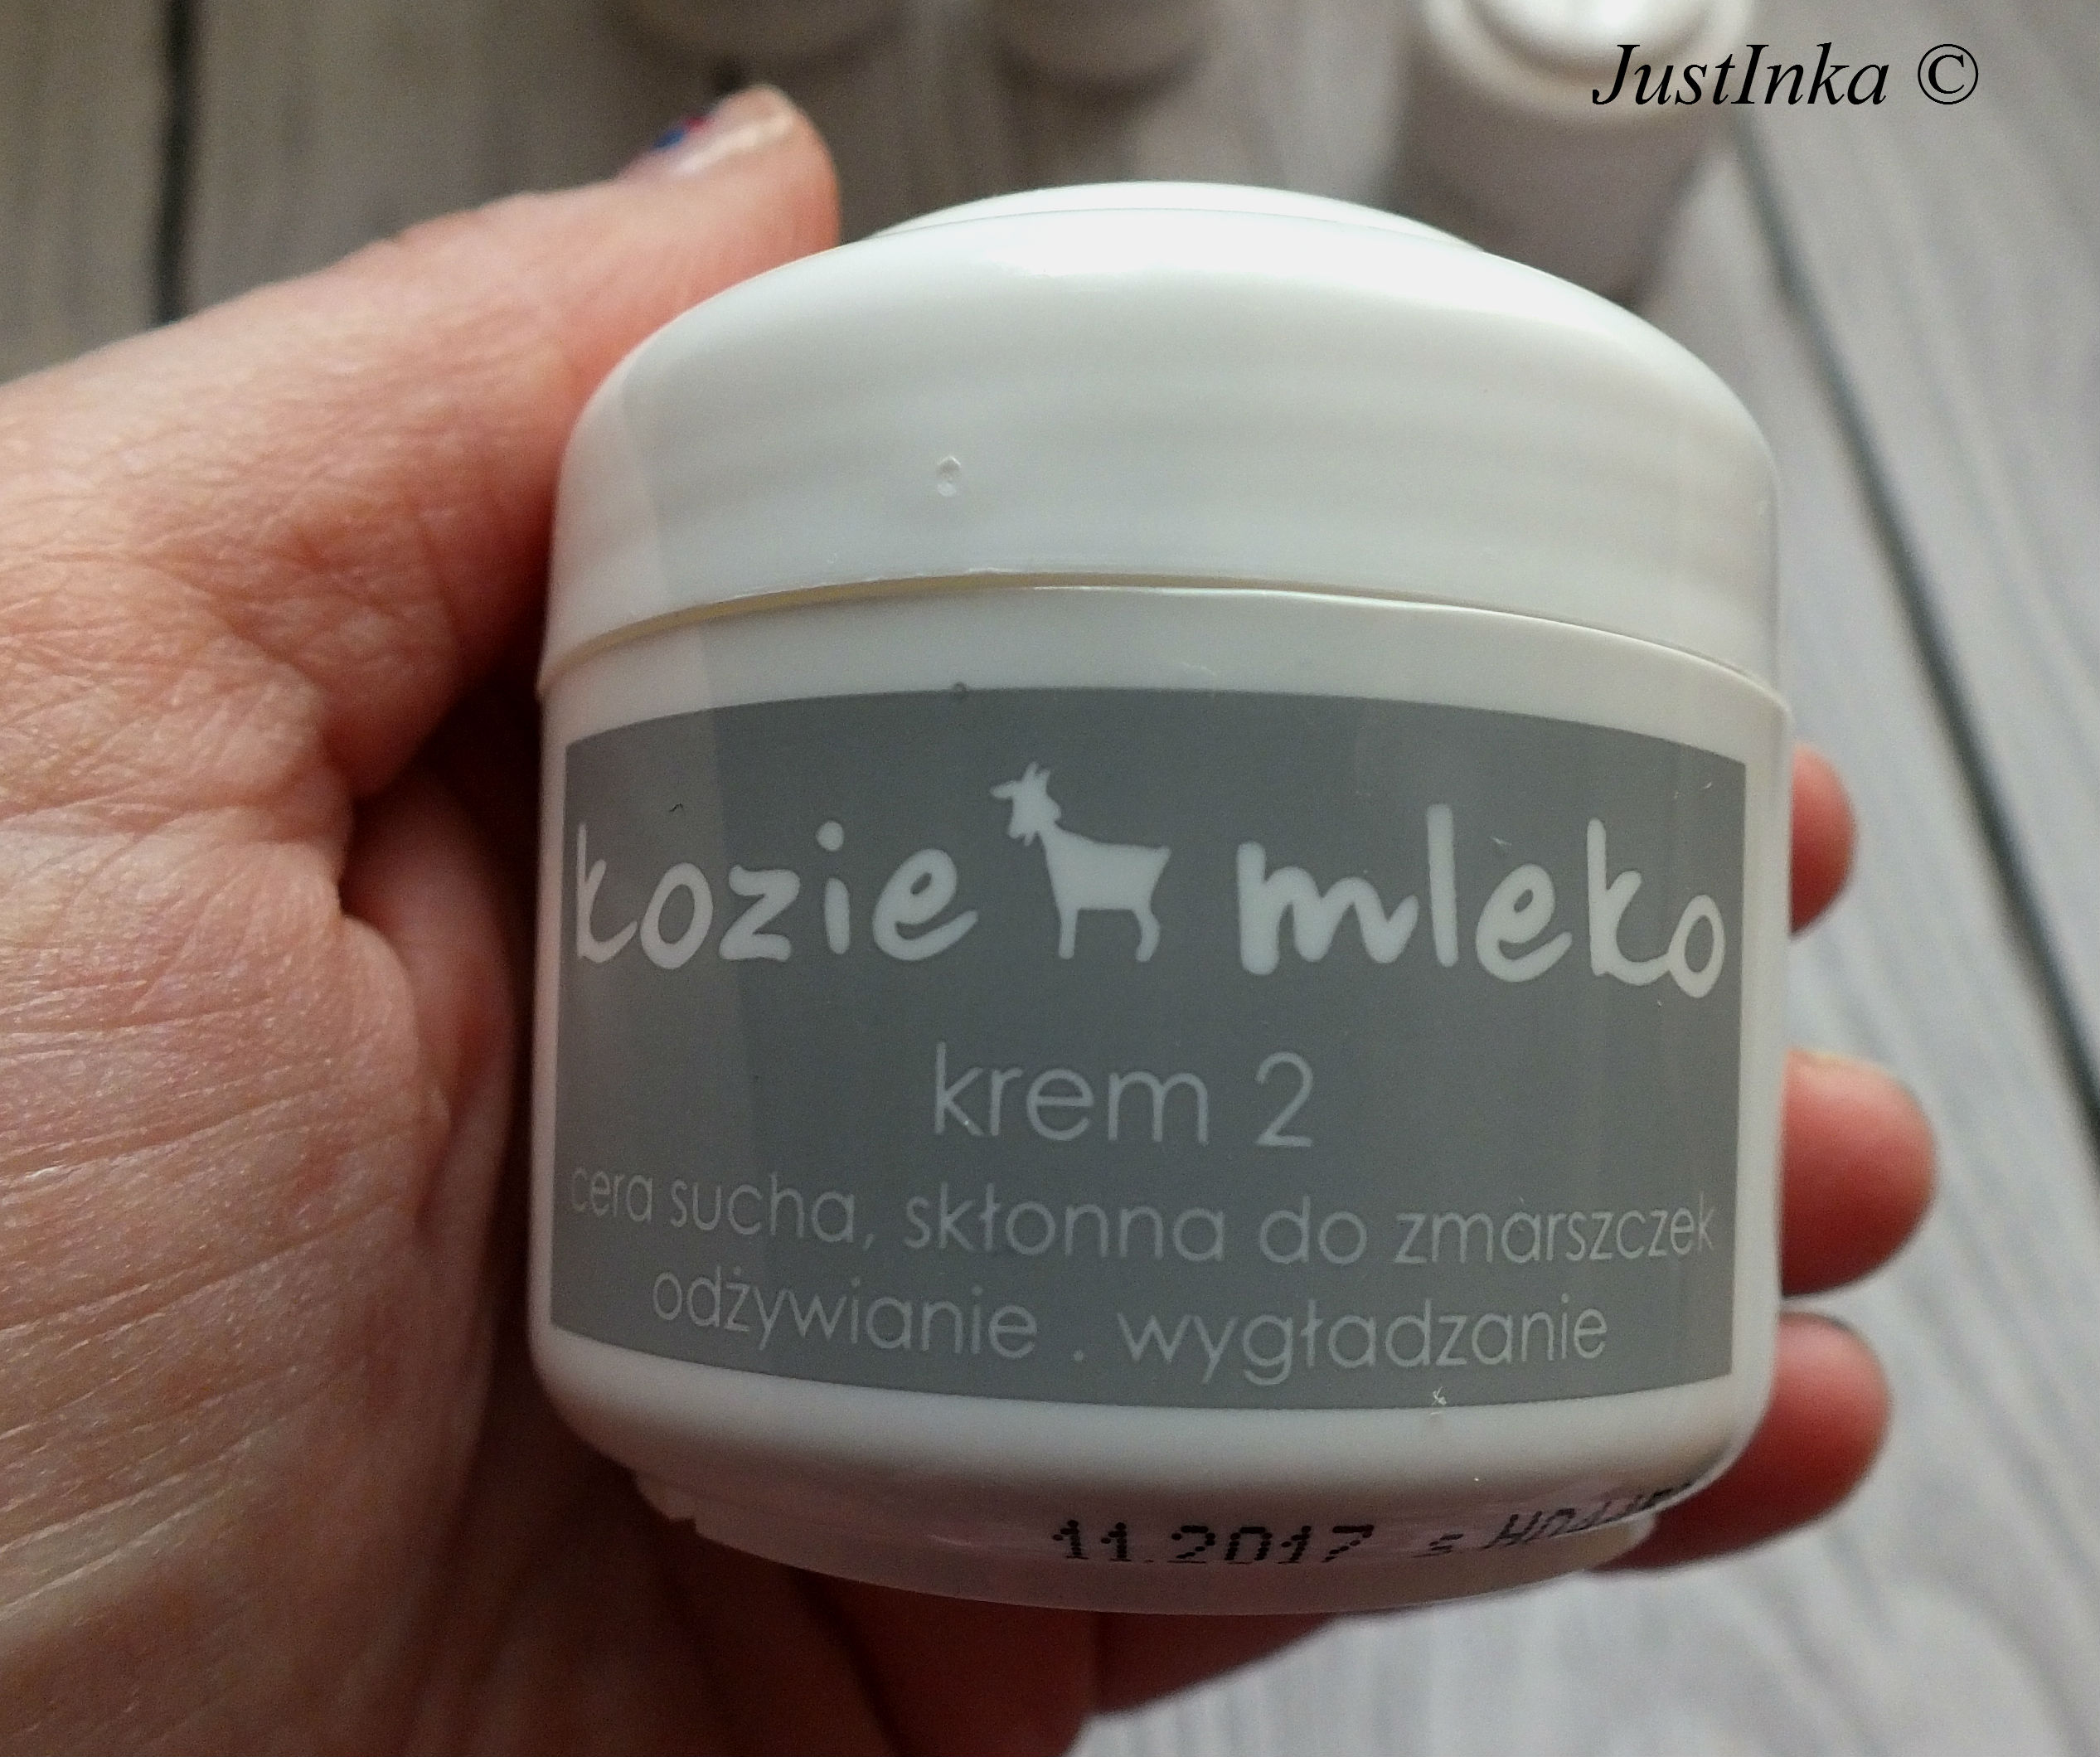 JustInka ©
kozie mleko
krem 2
cera sucha, skłonna do zmarszczek
odżywianie . wygładzanie
11.2017 s